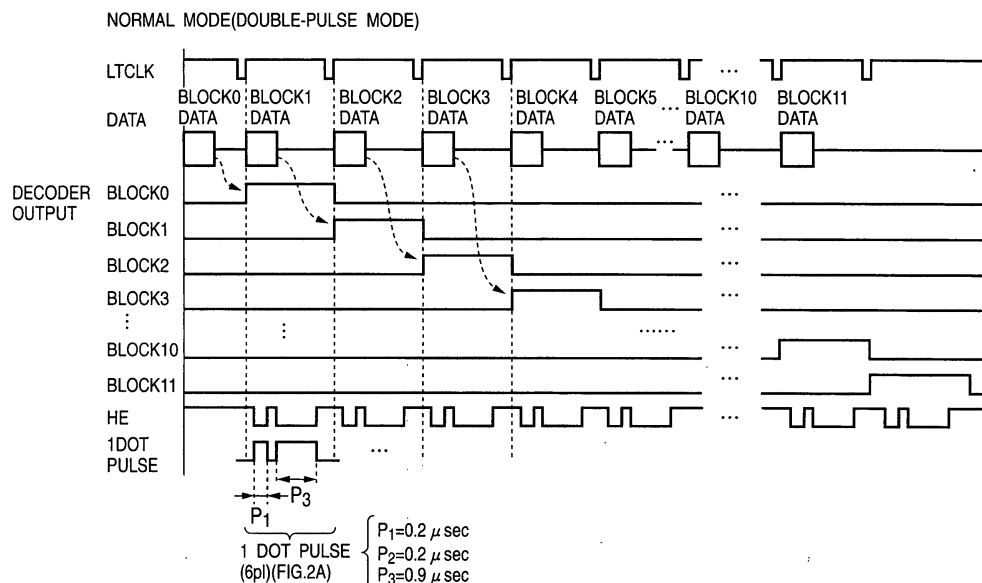 NORMAL MODE(DOUBLE-PULSE MODE)
LTCLK
...
BLOCK0 BLOCK1 BLOCK2 BLOCK3 BLOCK4 BLOCK5 BLOCK10 BLOCK11
DATA DATA DATA DATA DATA DATA DATA ... DATA DATA
...
DECODER OUTPUT
BLOCK0 ...
BLOCK1 ...
BLOCK2 ...
BLOCK3 ...
⋮ ⋮ ......
BLOCK10 ...
BLOCK11 ...
HE ...
1DOT PULSE ...
P3
P1
1 DOT PULSE
(6pl)(FIG.2A)
P1=0.2 μ sec
P2=0.2 μ sec
P3=0.9 μ sec